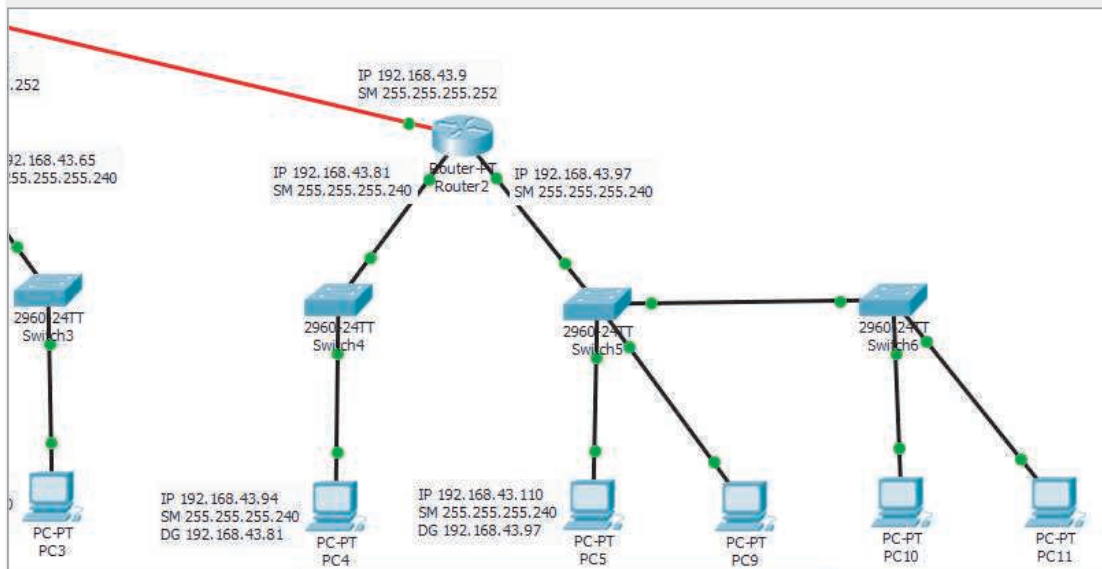 .252
IP 192.168.43.9
SM 255.255.255.252
92.168.43.65
255.255.255.240
IP 192.168.43.81
SM 255.255.255.240
Router-PT
Router2
IP 192.168.43.97
SM 255.255.255.240
2960-24TT
Switch3
2960-24TT
Switch4
2960-24TT
Switch5
2960-24TT
Switch6
0
PC-PT
PC3
IP 192.168.43.94
SM 255.255.255.240
DG 192.168.43.81
PC-PT
PC4
IP 192.168.43.110
SM 255.255.255.240
DG 192.168.43.97
PC-PT
PC5
PC-PT
PC9
PC-PT
PC10
PC-PT
PC11